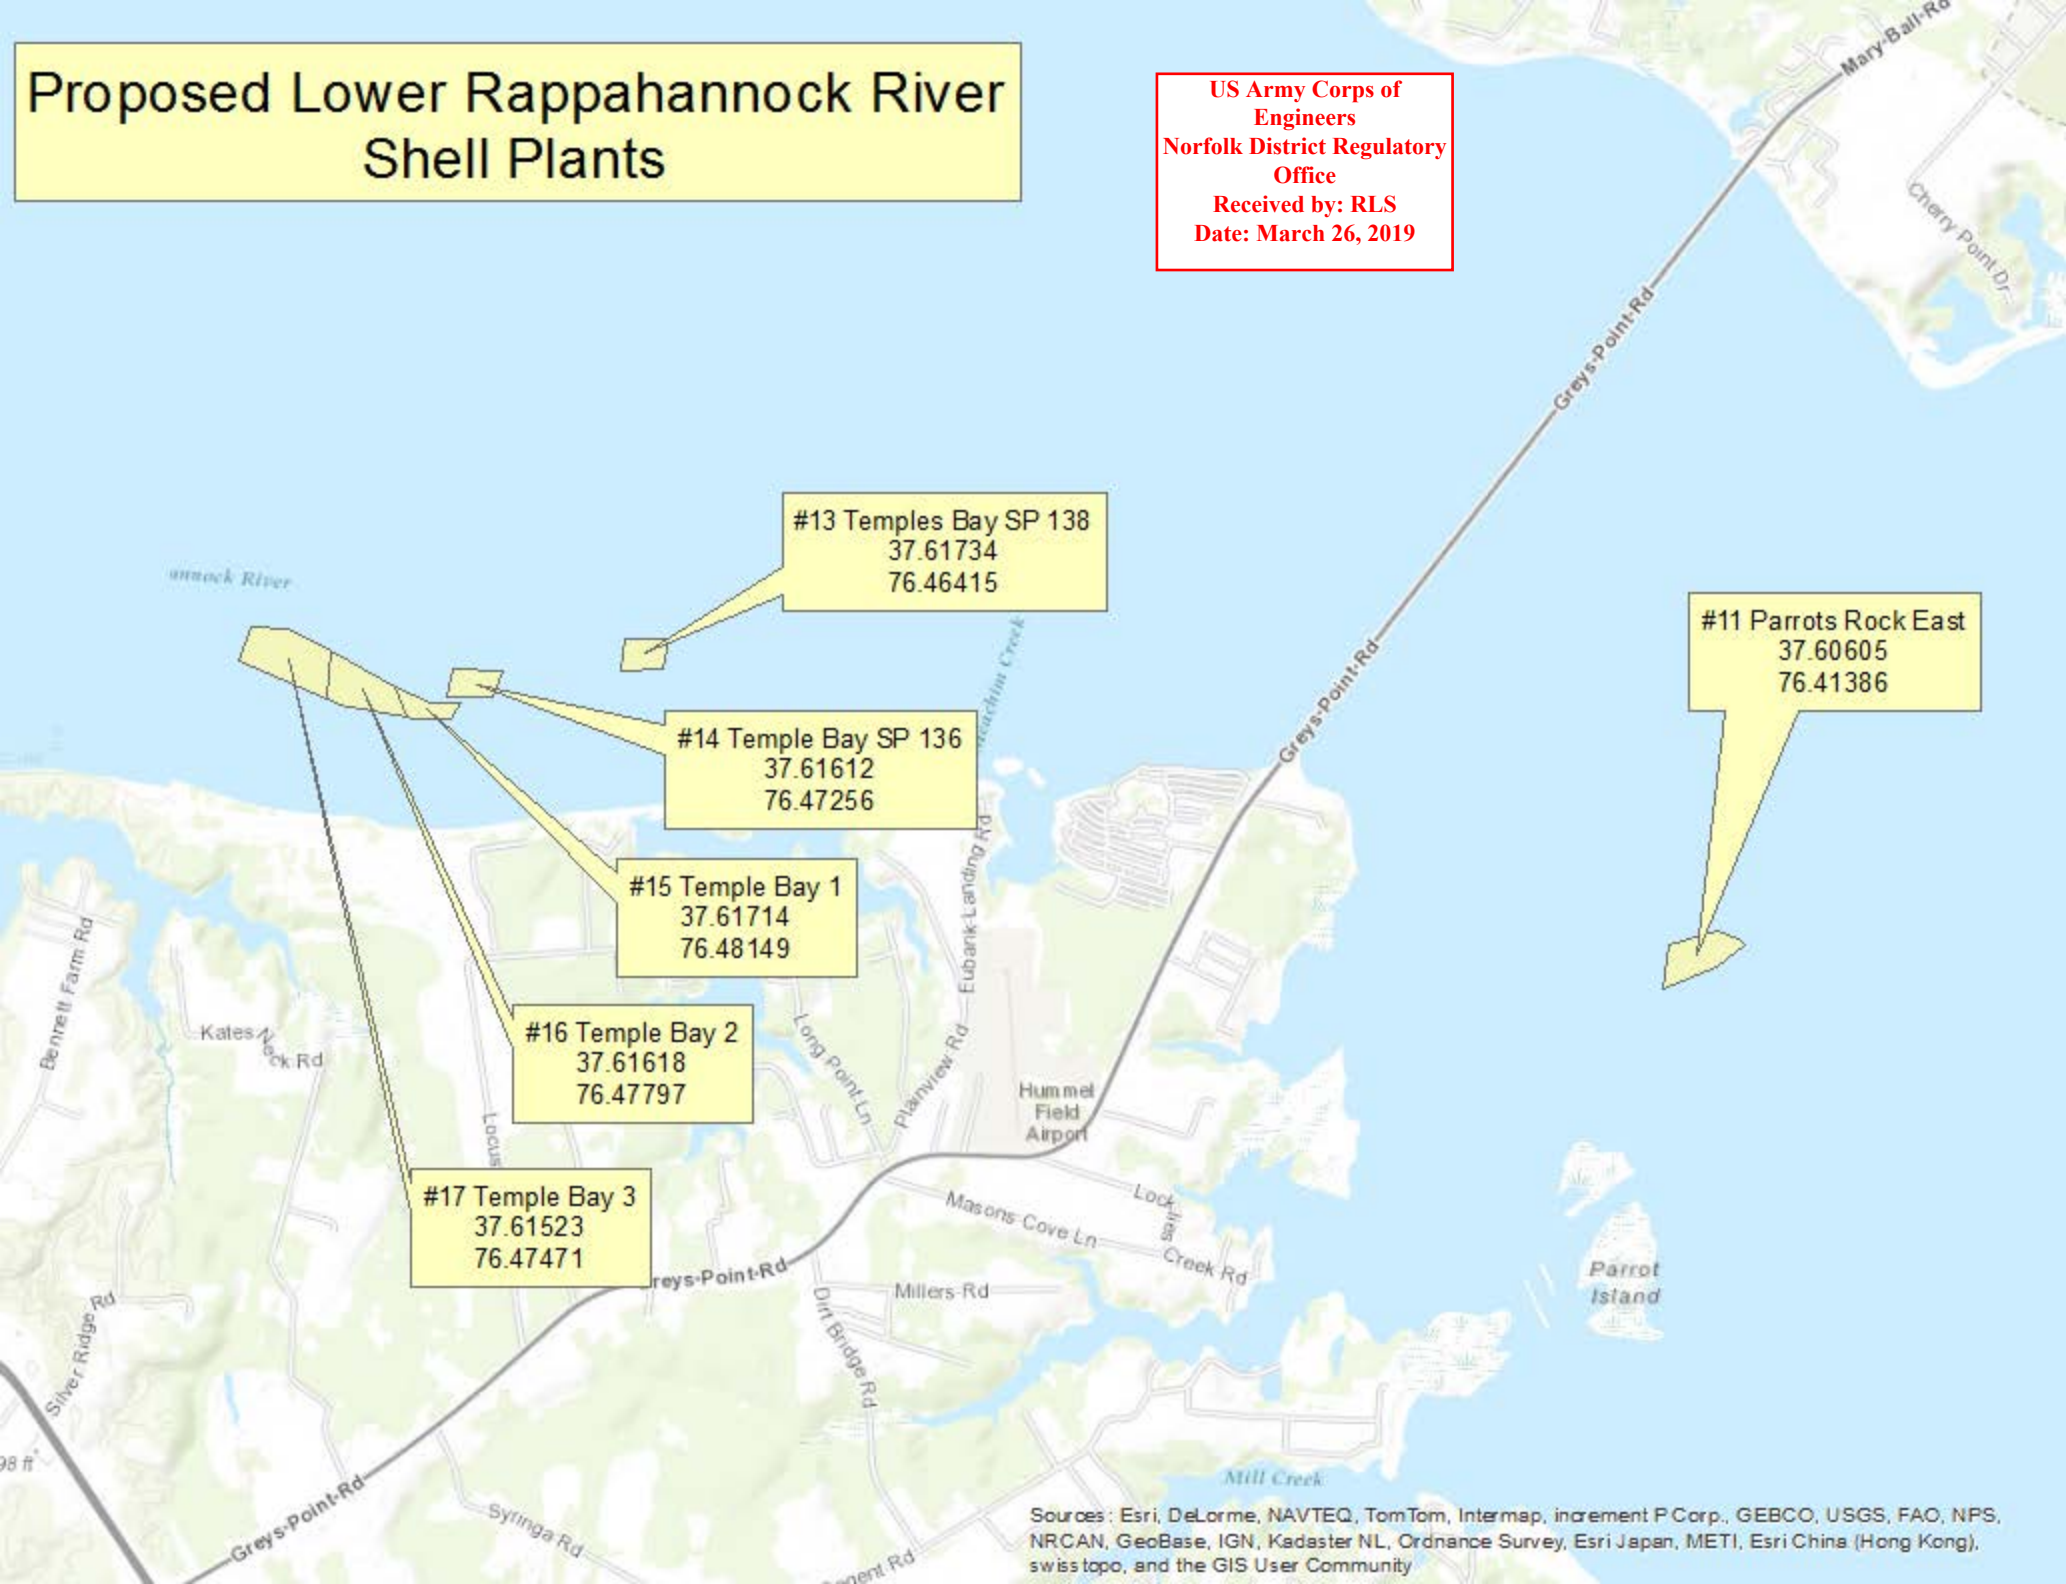 Proposed Lower Rappahannock River
Shell Plants
US Army Corps of
Engineers
Norfolk District Regulatory
Office
Received by: RLS
Date: March 26, 2019
Mary-Ball-Rd
Cherry Point Dr
Greys-Point-Rd
Greys-Point-Rd
annock River
#13 Temples Bay SP 138
37.61734
76.46415
#11 Parrots Rock East
37.60605
76.41386
Creek
#14 Temple Bay SP 136
37.61612
76.47256
#15 Temple Bay 1
37.61714
76.48149
Eubank-Landing Rd
Bennett Farm Rd
Kates Neck Rd
#16 Temple Bay 2
37.61618
76.47797
Long Point Ln
Plainview Rd
Hummel
Field
Airport
Locus
#17 Temple Bay 3
37.61523
76.47471
Masons Cove Ln
Creek Rd
reys-Point-Rd
Millers-Rd
Parrot
Island
Silver Ridge Rd
Dirt Bridge Rd
98 ft
Greys-Point-Rd
Syringa Rd
gent Rd
Mill Creek
Sources: Esri, DeLorme, NAVTEQ, TomTom, Intermap, increment P Corp., GEBCO, USGS, FAO, NPS,
NRCAN, GeoBase, IGN, Kadaster NL, Ordnance Survey, Esri Japan, METI, Esri China (Hong Kong),
swisstopo, and the GIS User Community